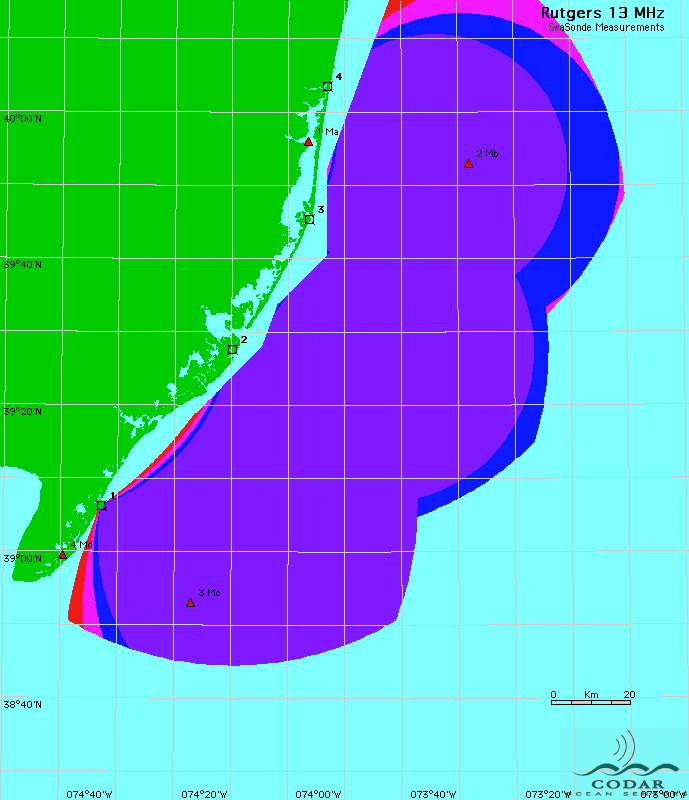 Rutgers 13 MHz
SeaSonde Measurements
4
40°00'N
1 Ma
2 Mb
3
39°40'N
2
39°20'N
1
4 Md
39°00'N
3 Mc
38°40'N
0 Km 20
CODAR
074°40'W 074°20'W 074°00'W 073°40'W 073°20'W 073°00'W